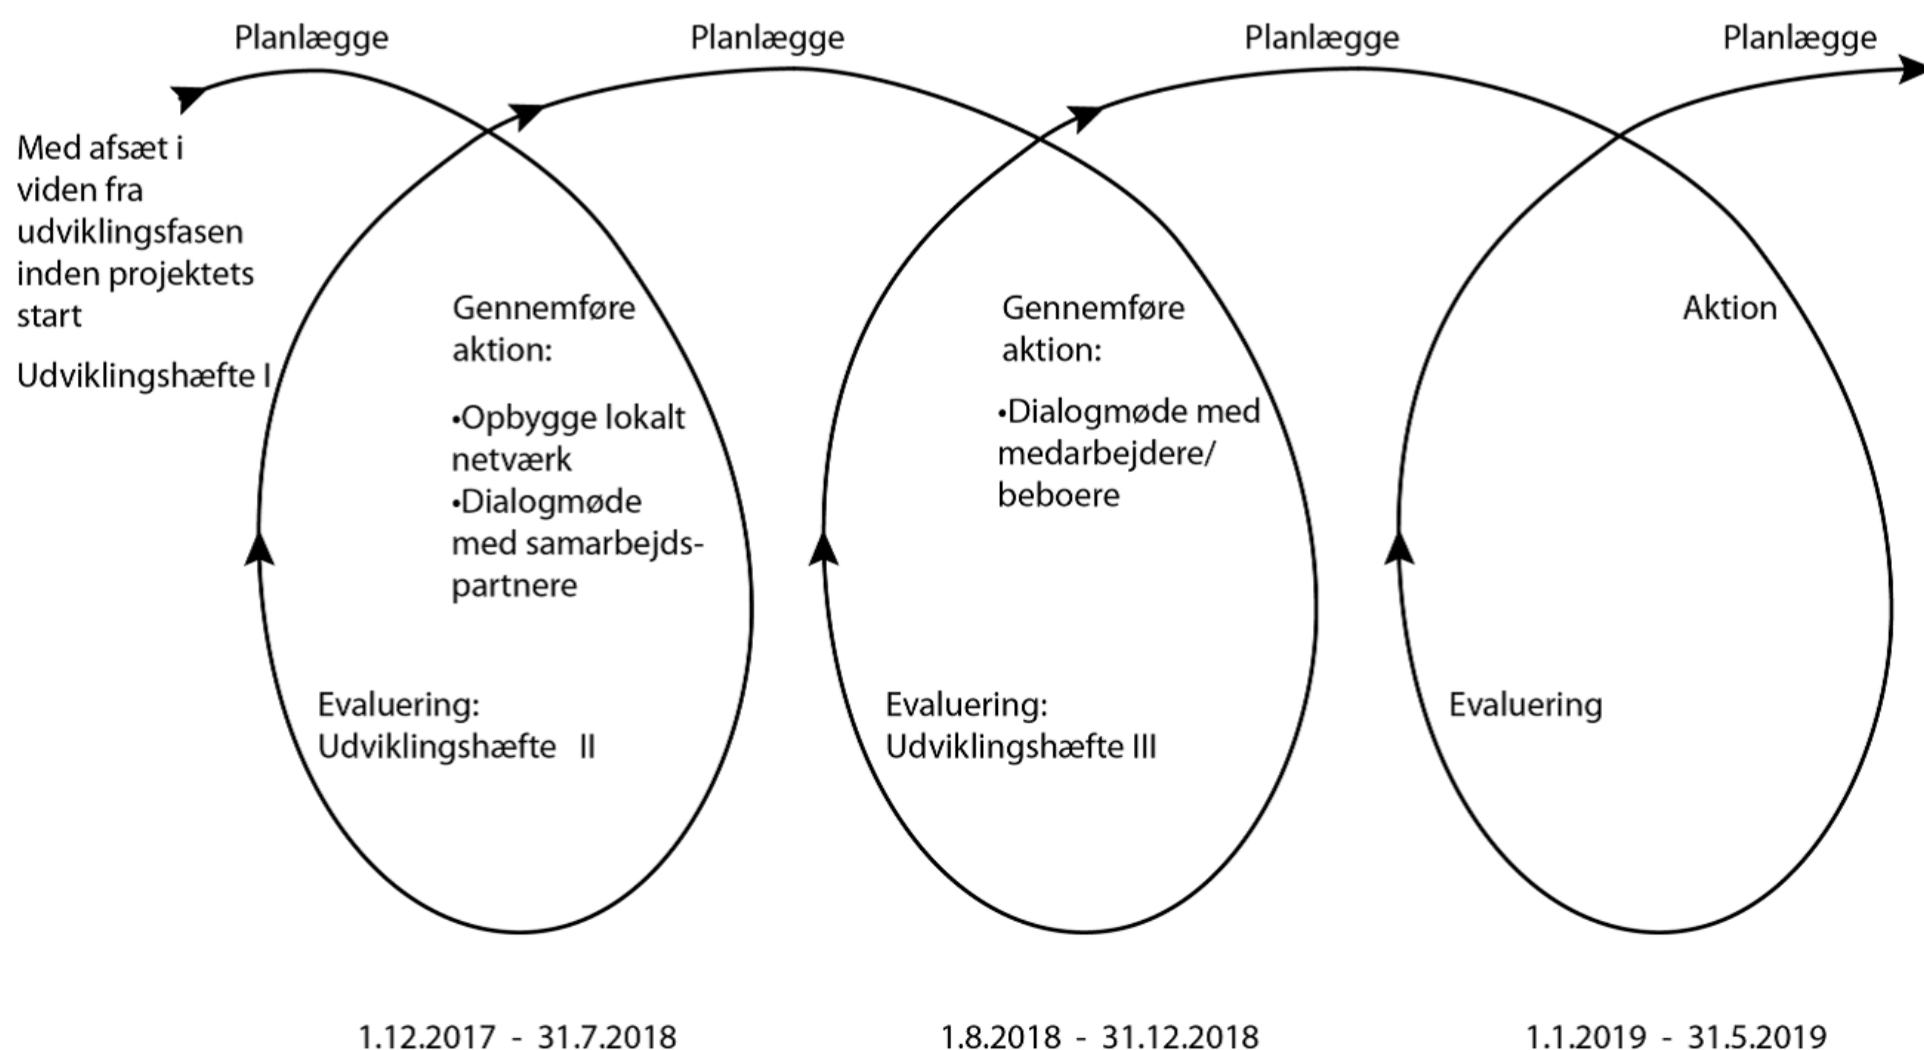 Planlægge
Planlægge
Planlægge
Planlægge
Med afsæt i
viden fra
udviklingsfasen
inden projektets
start
Udviklingshæfte I
Gennemføre
aktion:
•Opbygge lokalt
netværk
•Dialogmøde
med samarbejds-
partnere
Evaluering:
Udviklingshæfte II
Gennemføre
aktion:
•Dialogmøde med
medarbejdere/
beboere
Evaluering:
Udviklingshæfte III
Aktion
Evaluering
1.12.2017 - 31.7.2018
1.8.2018 - 31.12.2018
1.1.2019 - 31.5.2019